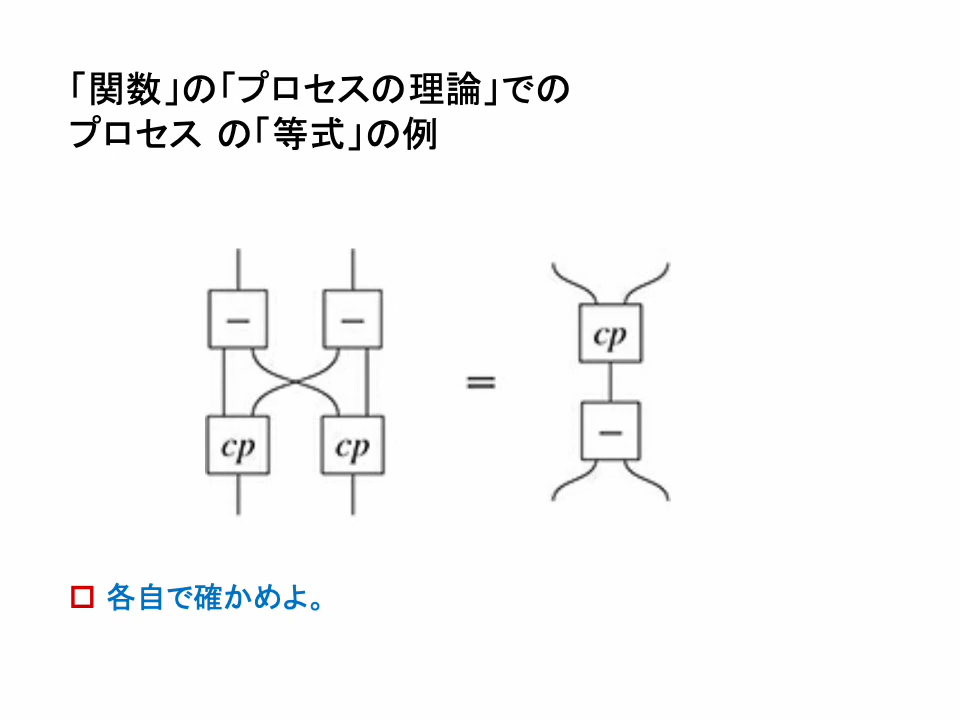 「関数」の「プロセスの理論」での
プロセス の「等式」の例
− −
cp cp
=
cp
−
各自で確かめよ。